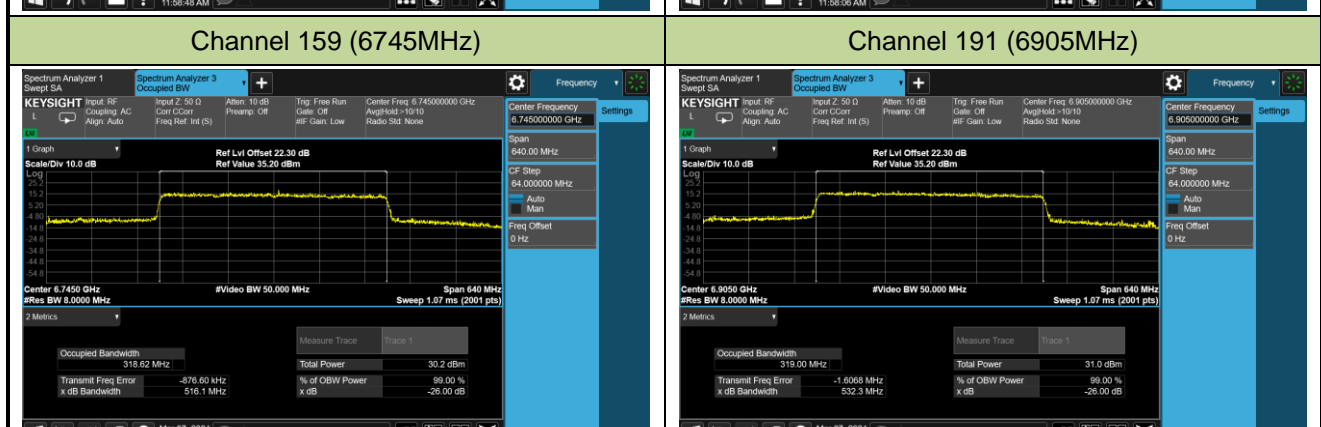 11:58:48 AM
11:58:06 AM
Channel 159 (6745MHz)
Channel 191 (6905MHz)
Spectrum Analyzer 1
Swept SA
Spectrum Analyzer 3
Occupied BW
+
Frequency
KEYSIGHT
L
Input: RF
Coupling: AC
Align: Auto
Input Z: 50 Ω
Corr CCorr
Freq Ref: Int (S)
Atten: 10 dB
Preamp: Off
Trig: Free Run
Gate: Off
#IF Gain: Low
Center Freq: 6.745000000 GHz
Avg|Hold:>10/10
Radio Std: None
Center Frequency
6.745000000 GHz
Settings
Span
640.00 MHz
CF Step
64.000000 MHz
Auto
Man
Freq Offset
0 Hz
1 Graph
Scale/Div 10.0 dB
Ref Lvl Offset 22.30 dB
Ref Value 35.20 dBm
Log
25.2
15.2
5.20
-4.80
-14.8
-24.8
-34.8
-44.8
-54.8
Center 6.7450 GHz
#Res BW 8.0000 MHz
#Video BW 50.000 MHz
Span 640 MHz
Sweep 1.07 ms (2001 pts)
2 Metrics
Measure Trace
Trace 1
Occupied Bandwidth
318.62 MHz
Total Power
30.2 dBm
Transmit Freq Error
-876.60 kHz
% of OBW Power
99.00 %
x dB Bandwidth
516.1 MHz
x dB
-26.00 dB
Spectrum Analyzer 1
Swept SA
Spectrum Analyzer 3
Occupied BW
+
Frequency
KEYSIGHT
L
Input: RF
Coupling: AC
Align: Auto
Input Z: 50 Ω
Corr CCorr
Freq Ref: Int (S)
Atten: 10 dB
Preamp: Off
Trig: Free Run
Gate: Off
#IF Gain: Low
Center Freq: 6.905000000 GHz
Avg|Hold:>10/10
Radio Std: None
Center Frequency
6.905000000 GHz
Settings
Span
640.00 MHz
CF Step
64.000000 MHz
Auto
Man
Freq Offset
0 Hz
1 Graph
Scale/Div 10.0 dB
Ref Lvl Offset 22.30 dB
Ref Value 35.20 dBm
Log
25.2
15.2
5.20
-4.80
-14.8
-24.8
-34.8
-44.8
-54.8
Center 6.9050 GHz
#Res BW 8.0000 MHz
#Video BW 50.000 MHz
Span 640 MHz
Sweep 1.07 ms (2001 pts)
2 Metrics
Measure Trace
Trace 1
Occupied Bandwidth
319.00 MHz
Total Power
31.0 dBm
Transmit Freq Error
-1.6068 MHz
% of OBW Power
99.00 %
x dB Bandwidth
532.3 MHz
x dB
-26.00 dB